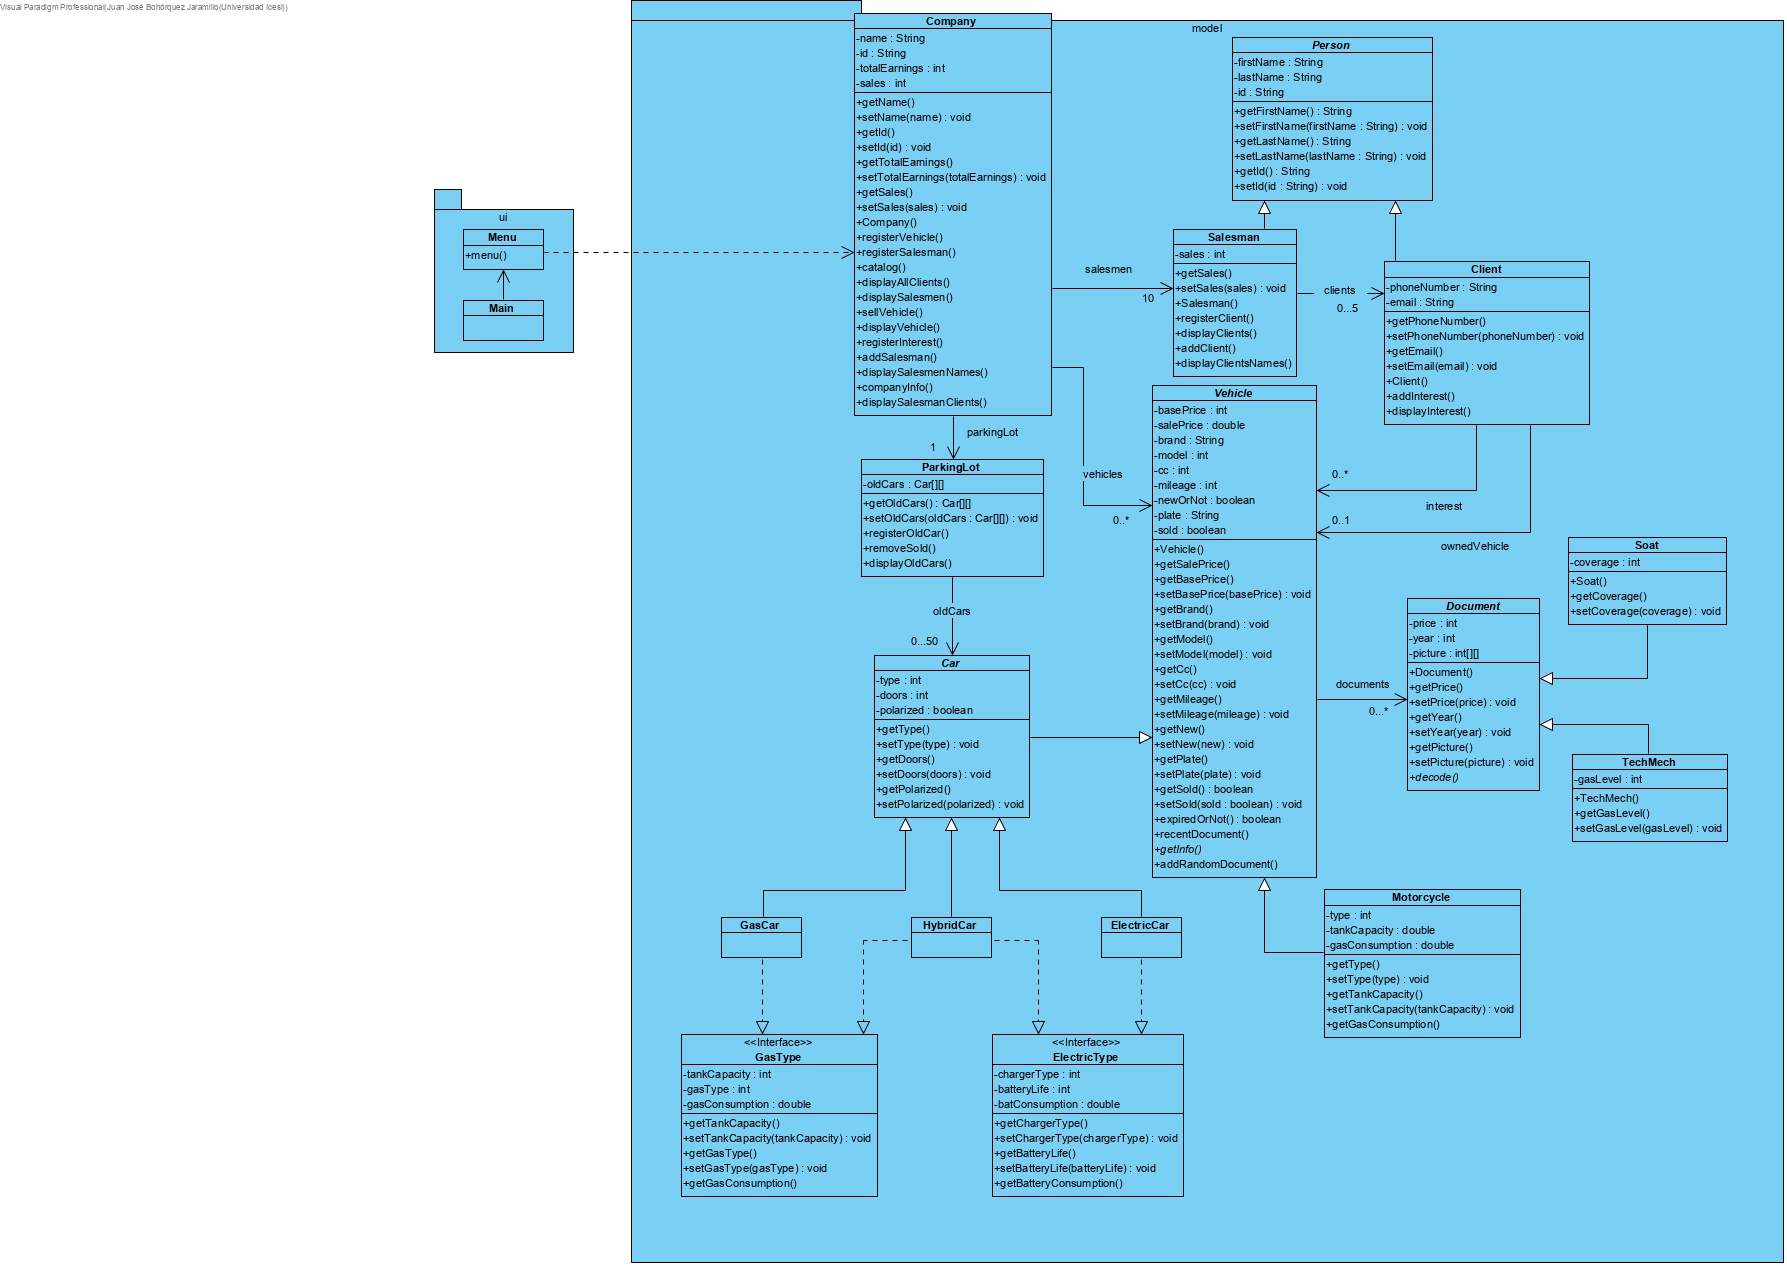 Visual Paradigm Professional(Juan José Bohórquez Jaramillo(Universidad Icesi))
model
Company
-name : String
-id : String
-totalEarnings : int
-sales : int
+getName()
+setName(name) : void
+getId()
+setId(id) : void
+getTotalEarnings()
+setTotalEarnings(totalEarnings) : void
+getSales()
+setSales(sales) : void
+Company()
+registerVehicle()
+registerSalesman()
+catalog()
+displayAllClients()
+displaySalesmen()
+sellVehicle()
+displayVehicle()
+registerInterest()
+addSalesman()
+displaySalesmenNames()
+companyInfo()
+displaySalesmanClients()
Person
-firstName : String
-lastName : String
-id : String
+getFirstName() : String
+setFirstName(firstName : String) : void
+getLastName() : String
+setLastName(lastName : String) : void
+getId() : String
+setId(id : String) : void
ui
Menu
+menu()
Main
salesmen
10
Salesman
-sales : int
+getSales()
+setSales(sales) : void
+Salesman()
+registerClient()
+displayClients()
+addClient()
+displayClientsNames()
clients
0...5
Client
-phoneNumber : String
-email : String
+getPhoneNumber()
+setPhoneNumber(phoneNumber) : void
+getEmail()
+setEmail(email) : void
+Client()
+addInterest()
+displayInterest()
parkingLot
1
ParkingLot
-oldCars : Car[][]
+getOldCars() : Car[][]
+setOldCars(oldCars : Car[][]) : void
+registerOldCar()
+removeSold()
+displayOldCars()
vehicles
0..*
Vehicle
-basePrice : int
-salePrice : double
-brand : String
-model : int
-cc : int
-mileage : int
-newOrNot : boolean
-plate : String
-sold : boolean
+Vehicle()
+getSalePrice()
+getBasePrice()
+setBasePrice(basePrice) : void
+getBrand()
+setBrand(brand) : void
+getModel()
+setModel(model) : void
+getCc()
+setCc(cc) : void
+getMileage()
+setMileage(mileage) : void
+getNew()
+setNew(new) : void
+getPlate()
+setPlate(plate) : void
+getSold() : boolean
+setSold(sold : boolean) : void
+expiredOrNot() : boolean
+recentDocument()
+getInfo()
+addRandomDocument()
0..*
interest
0..1
ownedVehicle
Soat
-coverage : int
+Soat()
+getCoverage()
+setCoverage(coverage) : void
Document
-price : int
-year : int
-picture : int[][]
+Document()
+getPrice()
+setPrice(price) : void
+getYear()
+setYear(year) : void
+getPicture()
+setPicture(picture) : void
+decode()
documents
0...*
TechMech
-gasLevel : int
+TechMech()
+getGasLevel()
+setGasLevel(gasLevel) : void
oldCars
0...50
Car
-type : int
-doors : int
-polarized : boolean
+getType()
+setType(type) : void
+getDoors()
+setDoors(doors) : void
+getPolarized()
+setPolarized(polarized) : void
Motorcycle
-type : int
-tankCapacity : double
-gasConsumption : double
+getType()
+setType(type) : void
+getTankCapacity()
+setTankCapacity(tankCapacity) : void
+getGasConsumption()
GasCar
HybridCar
ElectricCar
<<Interface>>
GasType
-tankCapacity : int
-gasType : int
-gasConsumption : double
+getTankCapacity()
+setTankCapacity(tankCapacity) : void
+getGasType()
+setGasType(gasType) : void
+getGasConsumption()
<<Interface>>
ElectricType
-chargerType : int
-batteryLife : int
-batConsumption : double
+getChargerType()
+setChargerType(chargerType) : void
+getBatteryLife()
+setBatteryLife(batteryLife) : void
+getBatteryConsumption()